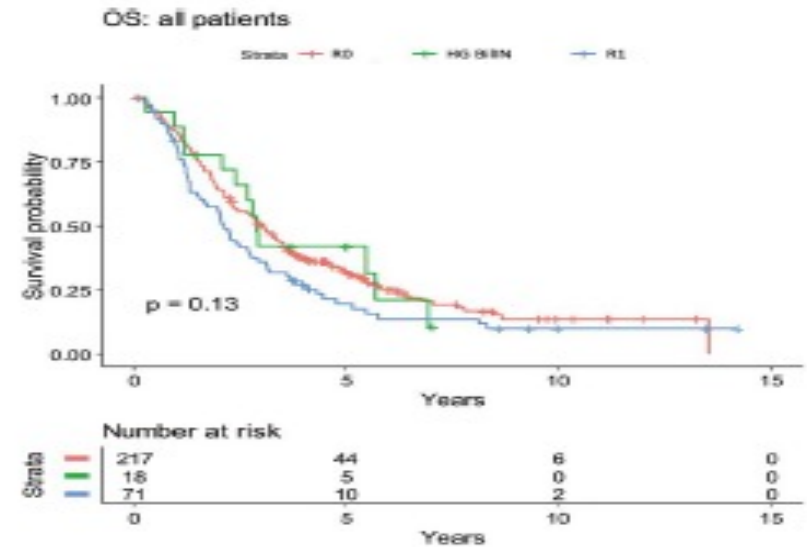 OS: all patients
Strata R0 HG BilIN R1
Survival probability
1.00
0.75
0.50
0.25
0.00
p = 0.13
0 5 10 15
Years
Number at risk
Strata
217 44 6 0
18 5 0 0
71 10 2 0
0 5 10 15
Years